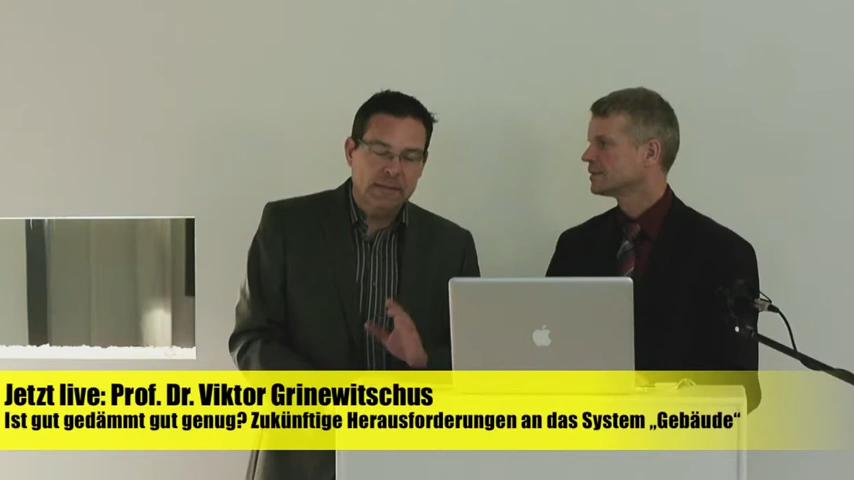 Jetzt live: Prof. Dr. Viktor Grinewitschus
Ist gut gedämmt gut genug? Zukünftige Herausforderungen an das System „Gebäude“